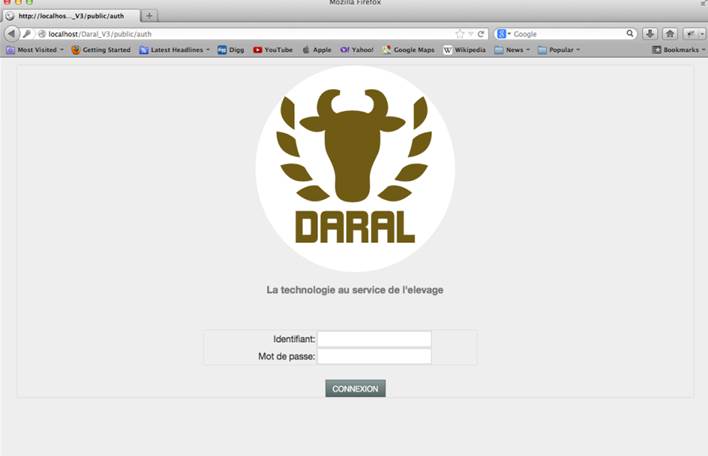 Mozilla Firefox
http://localhos..._V3/public/auth
localhost/Daral_V3/public/auth
Google
Most Visited
Getting Started
Latest Headlines
Digg
YouTube
Apple
Yahoo!
Google Maps
Wikipedia
News
Popular
Bookmarks
DARAL
La technologie au service de l'elevage
Identifiant:
Mot de passe:
CONNEXION